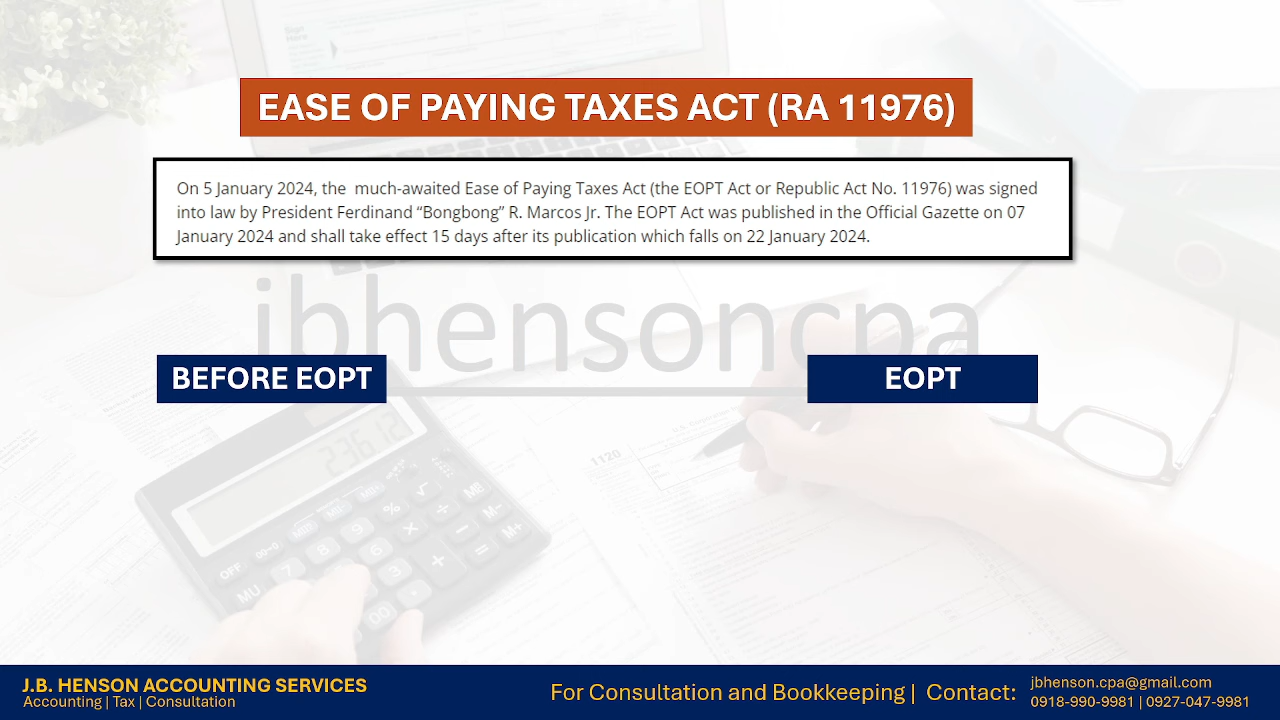 EASE OF PAYING TAXES ACT (RA 11976)
On 5 January 2024, the much-awaited Ease of Paying Taxes Act (the EOPT Act or Republic Act No. 11976) was signed
into law by President Ferdinand “Bongbong” R. Marcos Jr. The EOPT Act was published in the Official Gazette on 07
January 2024 and shall take effect 15 days after its publication which falls on 22 January 2024.
jbhensoncpa
BEFORE EOPT
EOPT
1120
OFF
MU
M+
J.B. HENSON ACCOUNTING SERVICES
Accounting | Tax | Consultation
For Consultation and Bookkeeping | Contact:
jbhenson.cpa@gmail.com
0918-990-9981 | 0927-047-9981